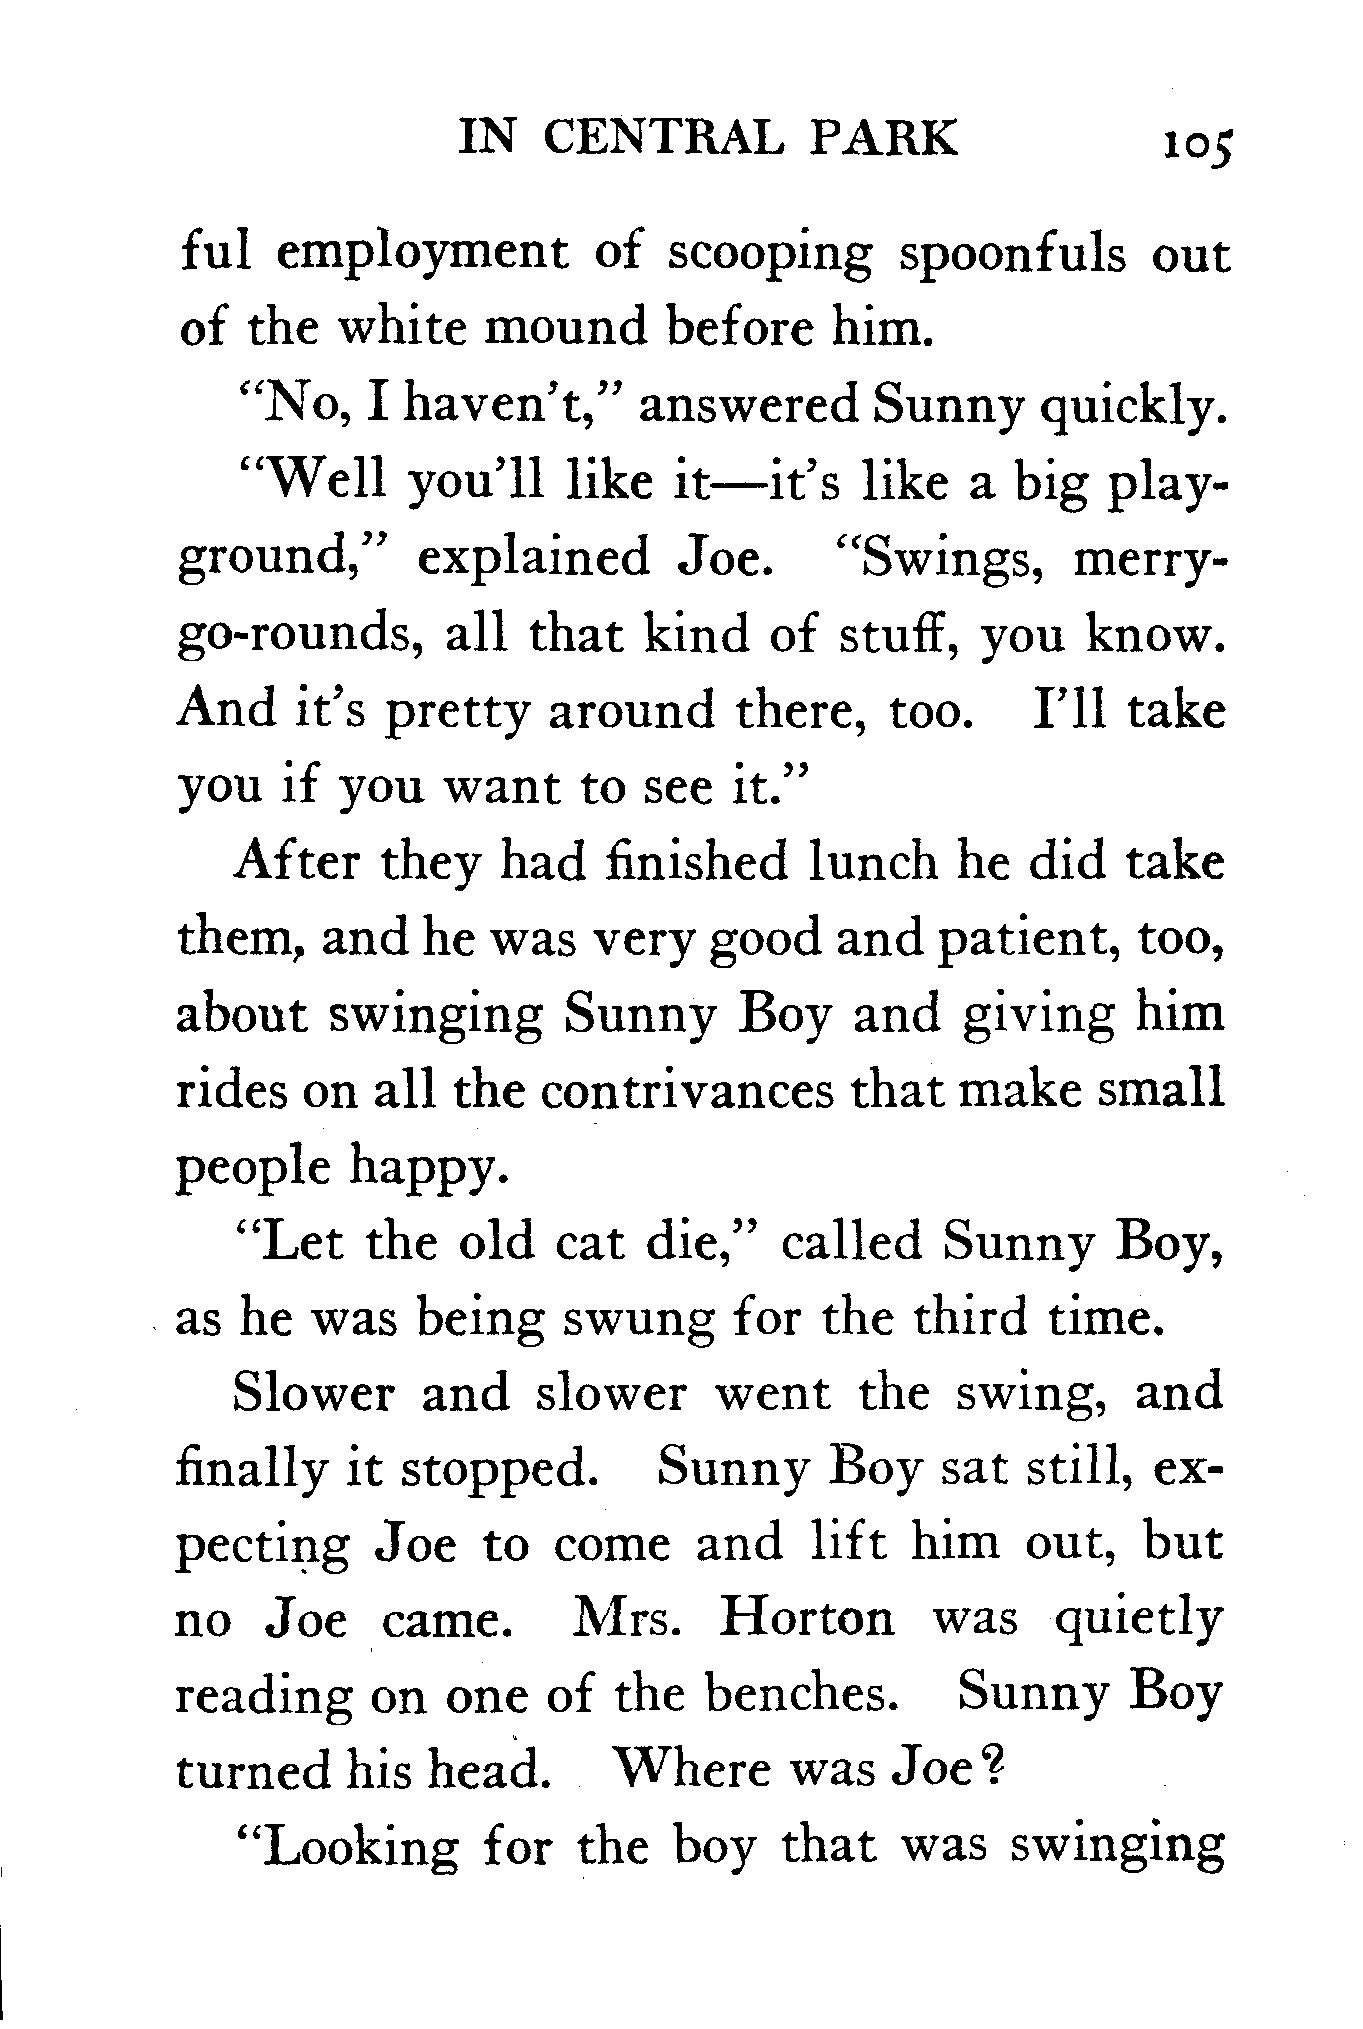 IN CENTRAL PARK 105
ful employment of scooping spoonfuls out
of the white mound before him.
"No, I haven't," answered Sunny quickly.
"Well you'll like it—it's like a big play-
ground," explained Joe. "Swings, merry-
go-rounds, all that kind of stuff, you know.
And it's pretty around there, too. I'll take
you if you want to see it."
After they had finished lunch he did take
them, and he was very good and patient, too,
about swinging Sunny Boy and giving him
rides on all the contrivances that make small
people happy.
"Let the old cat die," called Sunny Boy,
as he was being swung for the third time.
Slower and slower went the swing, and
finally it stopped. Sunny Boy sat still, ex-
pecting Joe to come and lift him out, but
no Joe came. Mrs. Horton was quietly
reading on one of the benches. Sunny Boy
turned his head. Where was Joe?
"Looking for the boy that was swinging